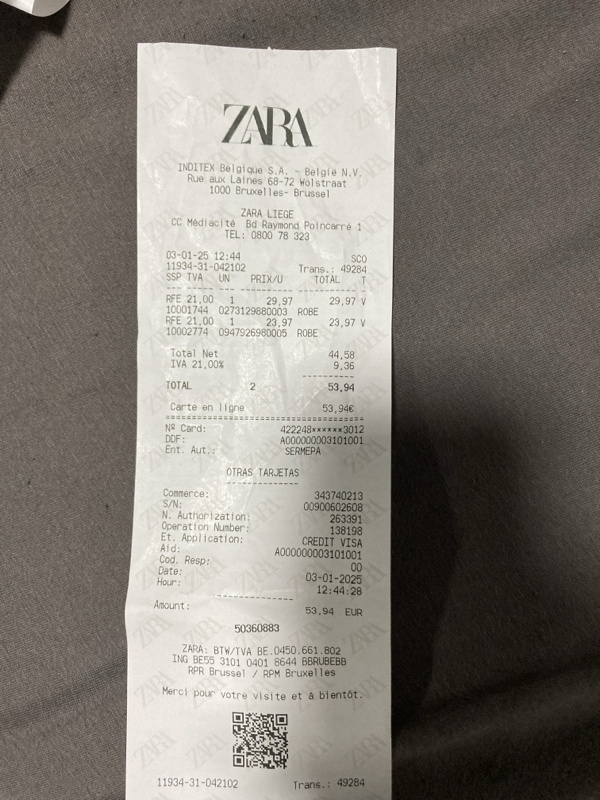 ZARA
INDITEX Belgique S.A. - België N.V.
Rue aux Laines 68-72 Wolstraat
1000 Bruxelles- Brussel
ZARA LIEGE
CC Médiacité Bd Raymond Poincarré 1
TEL: 0800 78 323
03-01-25 12:44 SCO
11934-31-042102 Trans.: 49284
SSP TVA UN PRIX/U TOTAL T
RFE 21,00 1 29,97 29,97 V
10001744 0273129880003 ROBE
RFE 21,00 1 23,97 23,97 V
10002774 0947926980005 ROBE
Total Net 44,58
IVA 21,00% 9,36
TOTAL 2 53,94
Carte en ligne 53,94€
Nº Card: 422248******3012
DDF: A000000003101001
Ent. Aut.: SERMEPA
OTRAS TARJETAS
Commerce: 343740213
S/N: 00900602608
N. Authorization: 263391
Operation Number: 138198
Et. Application: CREDIT VISA
Aid: A000000003101001
Cod. Resp: 00
Date: 03-01-2025
Hour: 12:44:28
Amount: 53,94 EUR
50360883
ZARA: BTW/TVA BE.0450.661.802
ING BE55 3101 0401 8644 BBRUBEBB
RPR Brussel / RPM Bruxelles
Merci pour votre visite et à bientôt.
11934-31-042102 Trans.: 49284